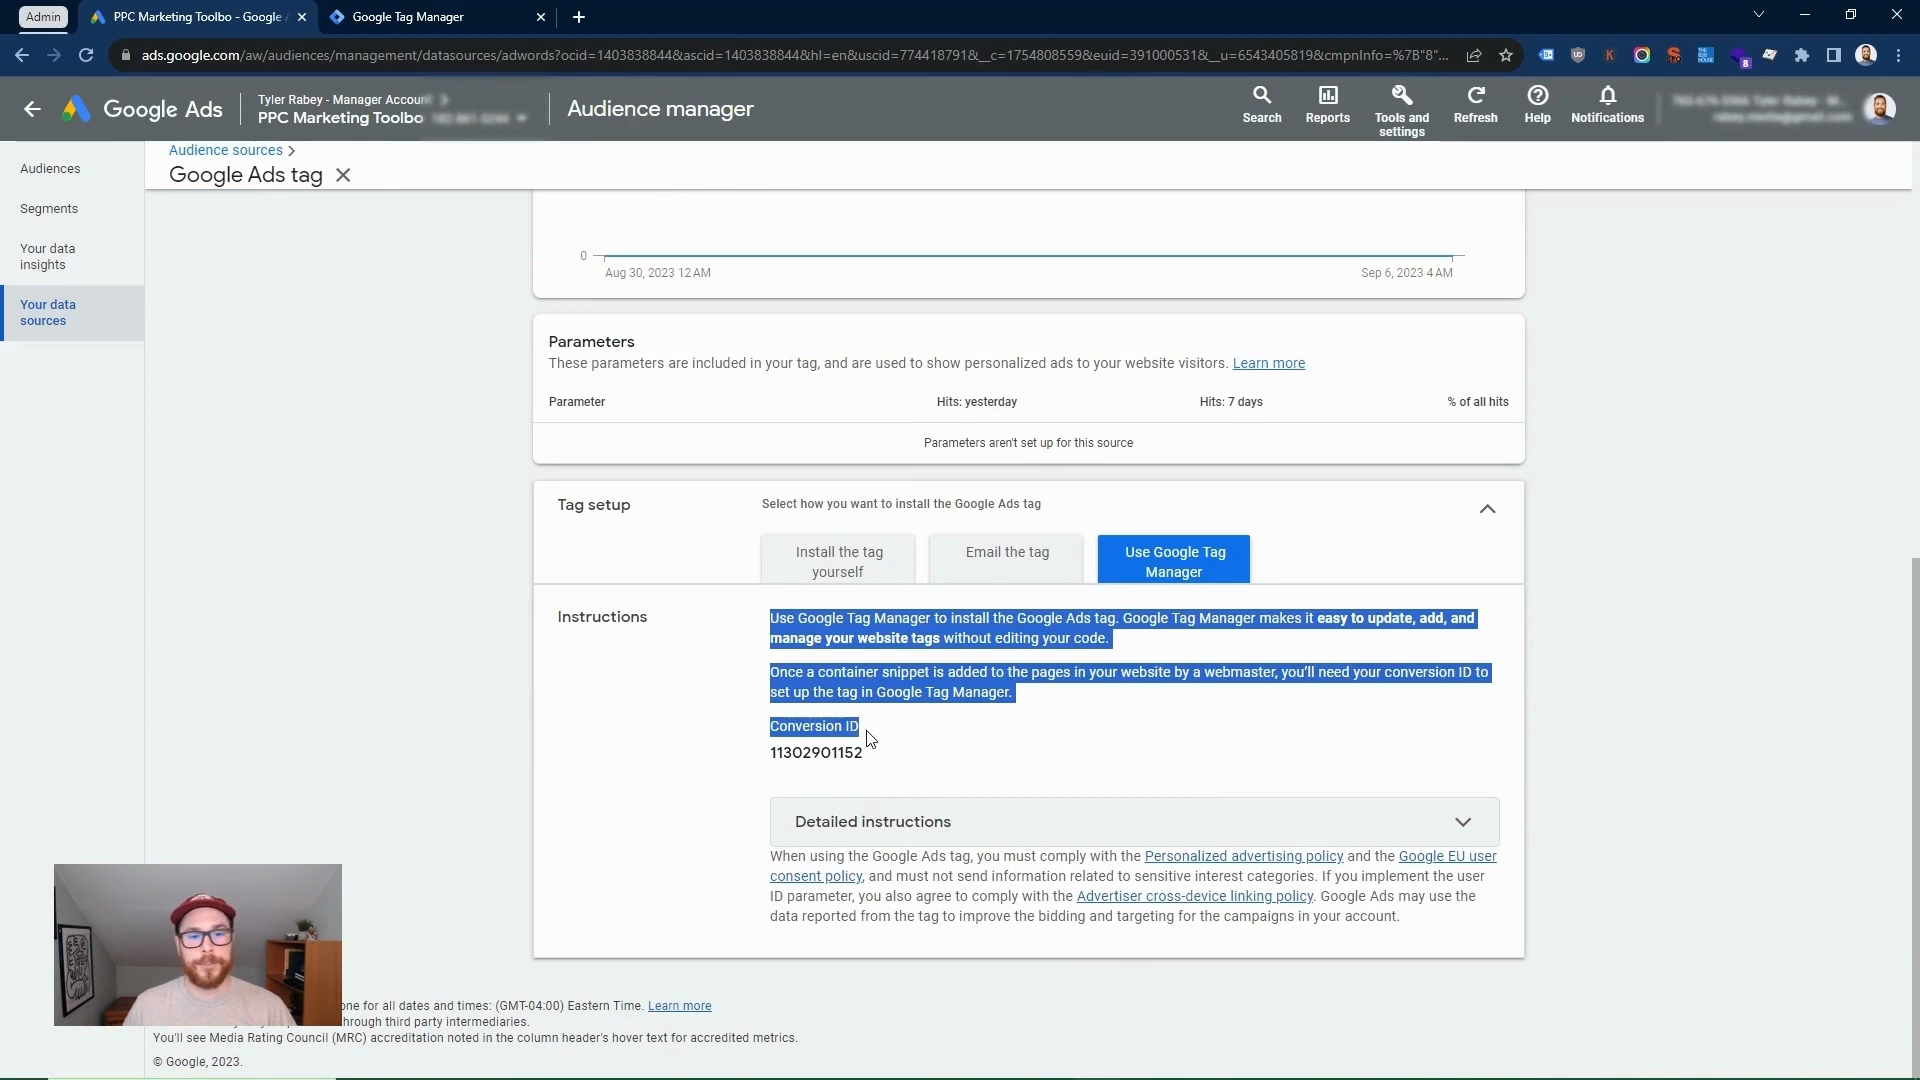 Admin
PPC Marketing Toolbo - Google A
Google Tag Manager
ads.google.com/aw/audiences/management/datasources/adwords?ocid=1403838844&ascid=1403838844&hl=en&uscid=774418791&__c=1754808559&euid=391000531&__u=6543405819&cmpnInfo=%7B"8"...
Google Ads
Tyler Rabey - Manager Account
PPC Marketing Toolbo
Audience manager
Search
Reports
Tools and
settings
Refresh
Help
Notifications
Audiences
Segments
Your data
insights
Your data
sources
Audience sources
Google Ads tag
0
Aug 30, 2023 12 AM
Sep 6, 2023 4 AM
Parameters
These parameters are included in your tag, and are used to show personalized ads to your website visitors. Learn more
Parameter Hits: yesterday Hits: 7 days % of all hits
Parameters aren't set up for this source
Tag setup
Select how you want to install the Google Ads tag
Install the tag
yourself
Email the tag
Use Google Tag
Manager
Instructions
Use Google Tag Manager to install the Google Ads tag. Google Tag Manager makes it easy to update, add, and
manage your website tags without editing your code.
Once a container snippet is added to the pages in your website by a webmaster, you'll need your conversion ID to
set up the tag in Google Tag Manager.
Conversion ID
11302901152
Detailed instructions
When using the Google Ads tag, you must comply with the Personalized advertising policy and the Google EU user
consent policy, and must not send information related to sensitive interest categories. If you implement the user
ID parameter, you also agree to comply with the Advertiser cross-device linking policy. Google Ads may use the
data reported from the tag to improve the bidding and targeting for the campaigns in your account.
one for all dates and times: (GMT-04:00) Eastern Time. Learn more
hrough third party intermediaries.
You'll see Media Rating Council (MRC) accreditation noted in the column header's hover text for accredited metrics.
© Google, 2023.